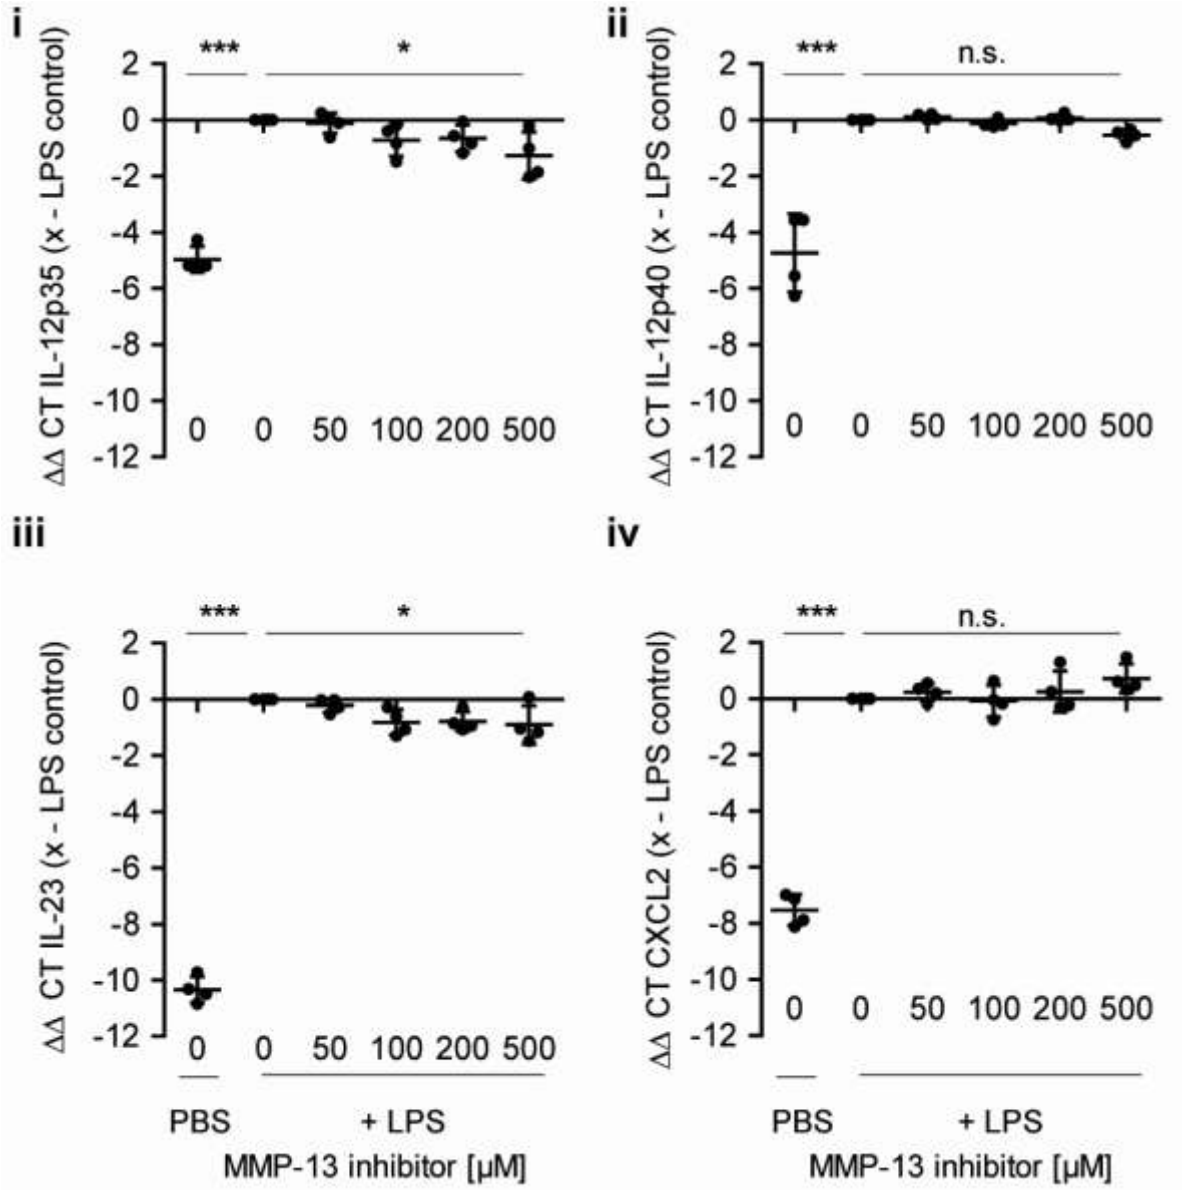 i
*** *
ΔΔ CT IL-12p35 (x - LPS control)
2
0
-2
-4
-6
-8
-10
-12
0 0 50 100 200 500
ii
*** n.s.
ΔΔ CT IL-12p40 (x - LPS control)
2
0
-2
-4
-6
-8
-10
-12
0 0 50 100 200 500
iii
*** *
ΔΔ CT IL-23 (x - LPS control)
2
0
-2
-4
-6
-8
-10
-12
0 0 50 100 200 500
PBS + LPS
MMP-13 inhibitor [µM]
iv
*** n.s.
ΔΔ CT CXCL2 (x - LPS control)
2
0
-2
-4
-6
-8
-10
-12
0 0 50 100 200 500
PBS + LPS
MMP-13 inhibitor [µM]